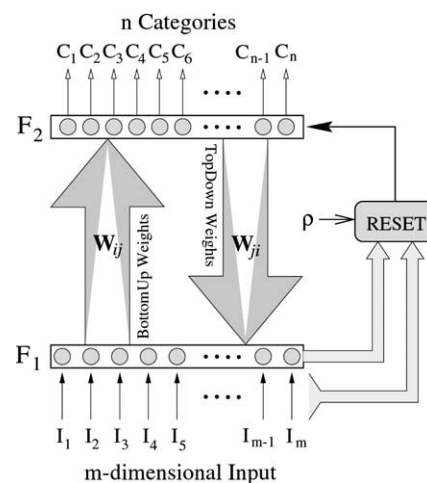 n Categories
C1 C2 C3 C4 C5 C6 Cn-1 Cn
F2
TopDown Weights
ρ
RESET
Wij
Wji
BottomUp Weights
F1
I1 I2 I3 I4 I5 Im-1 Im
m-dimensional Input